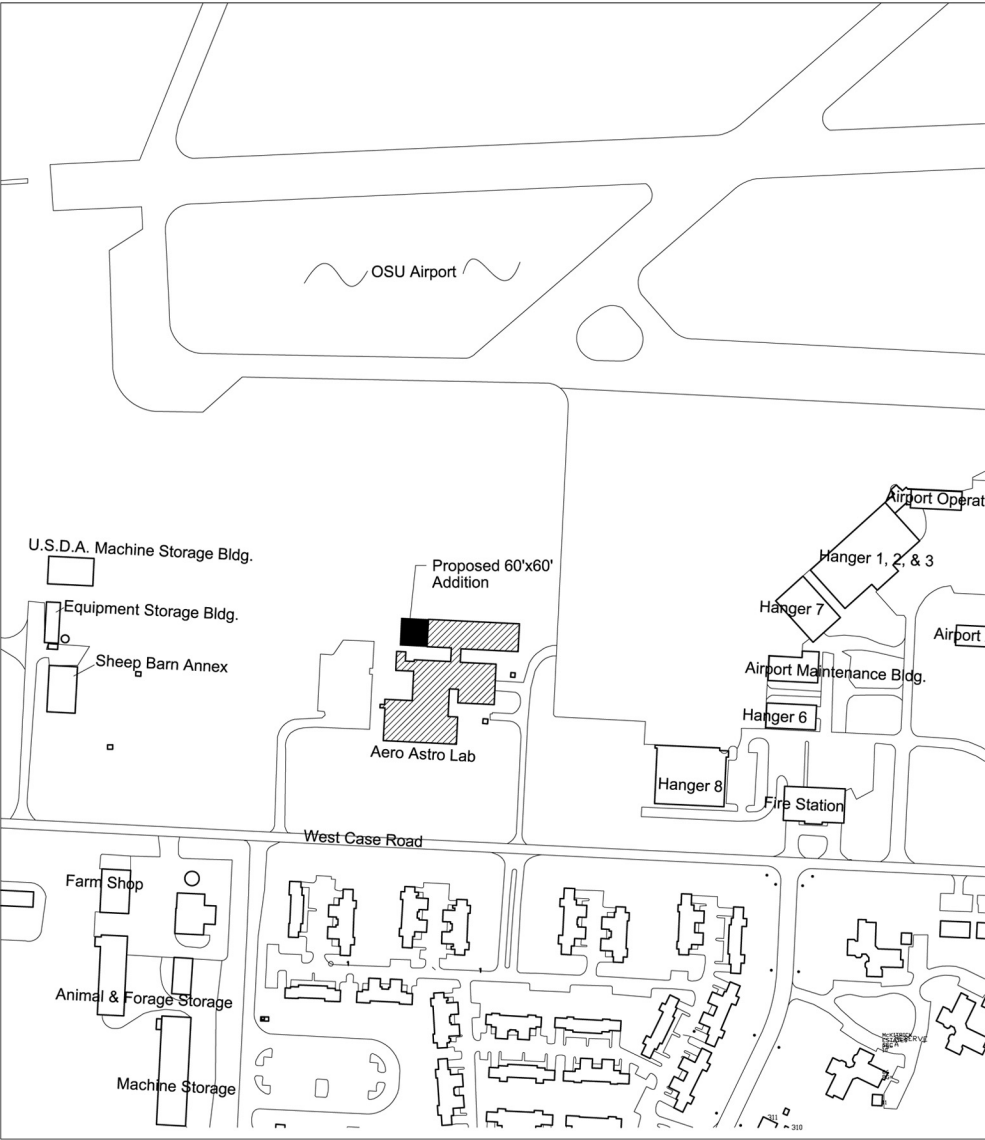 OSU Airport
Airport Operat
U.S.D.A. Machine Storage Bldg.
Hanger 1, 2, & 3
Proposed 60'x60'
Addition
Equipment Storage Bldg.
Hanger 7
Airport
Sheep Barn Annex
Airport Maintenance Bldg.
Hanger 6
Aero Astro Lab
Hanger 8
Fire Station
West Case Road
Farm Shop
Animal & Forage Storage
Machine Storage
311
310